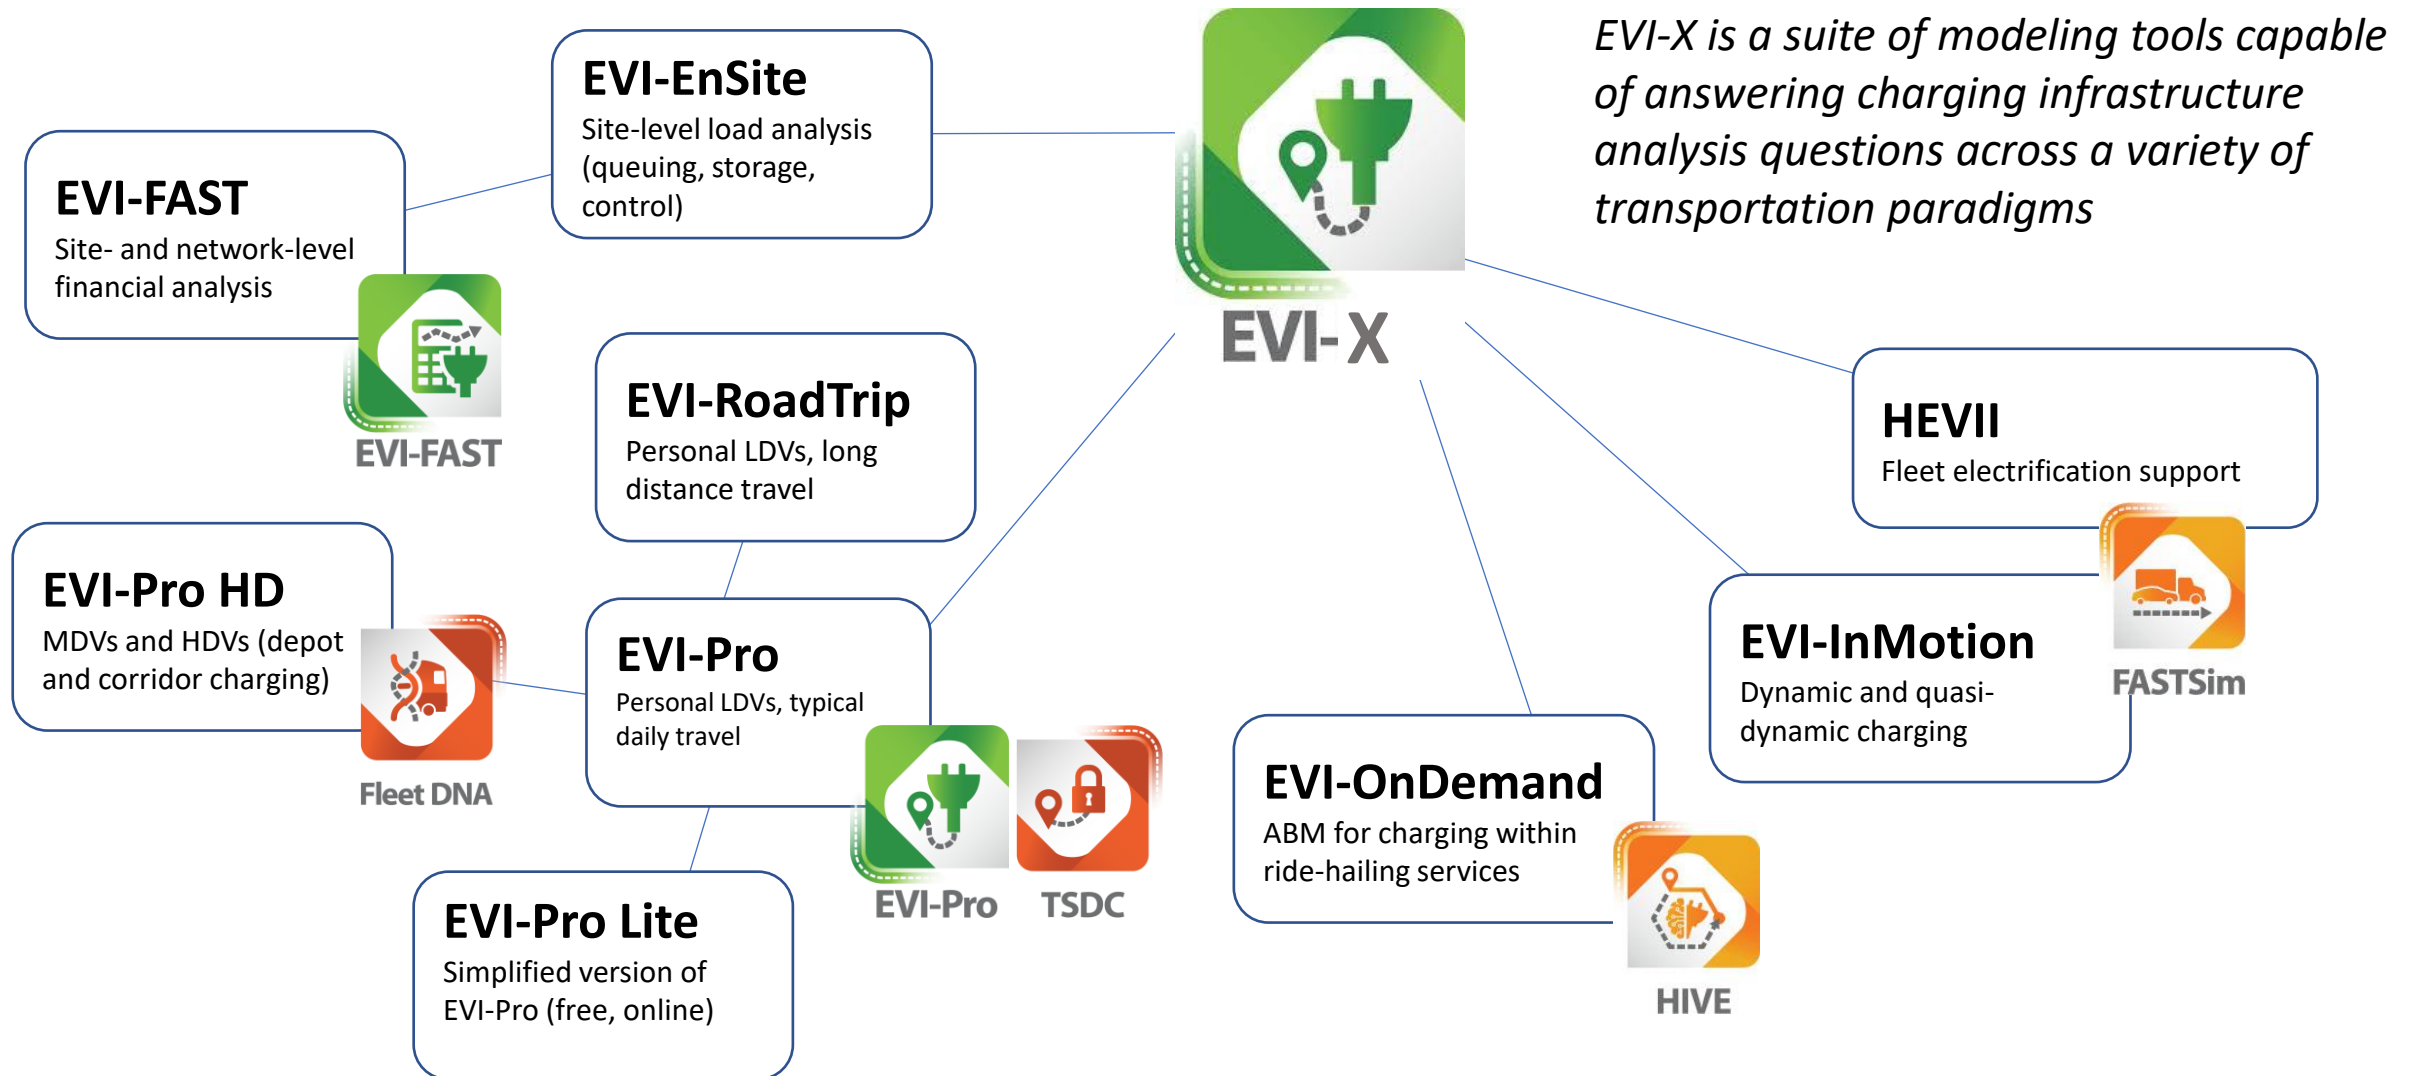 EVI-X is a suite of modeling tools capable
of answering charging infrastructure
analysis questions across a variety of
transportation paradigms
EVI-X
EVI-EnSite
Site-level load analysis
(queuing, storage,
control)
EVI-FAST
Site- and network-level
financial analysis
EVI-FAST
EVI-RoadTrip
Personal LDVs, long
distance travel
EVI-Pro HD
MDVs and HDVs (depot
and corridor charging)
Fleet DNA
EVI-Pro
Personal LDVs, typical
daily travel
EVI-Pro
TSDC
EVI-Pro Lite
Simplified version of
EVI-Pro (free, online)
HEVII
Fleet electrification support
FASTSim
EVI-InMotion
Dynamic and quasi-
dynamic charging
EVI-OnDemand
ABM for charging within
ride-hailing services
HIVE